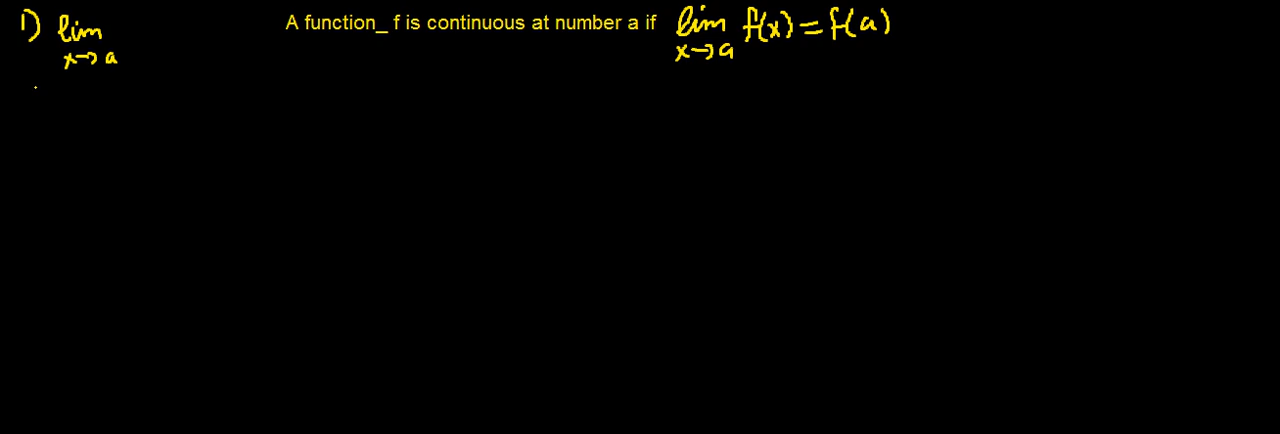 1) lim
x→a
A function_ f is continuous at number a if lim f(x) = f(a)
x→a